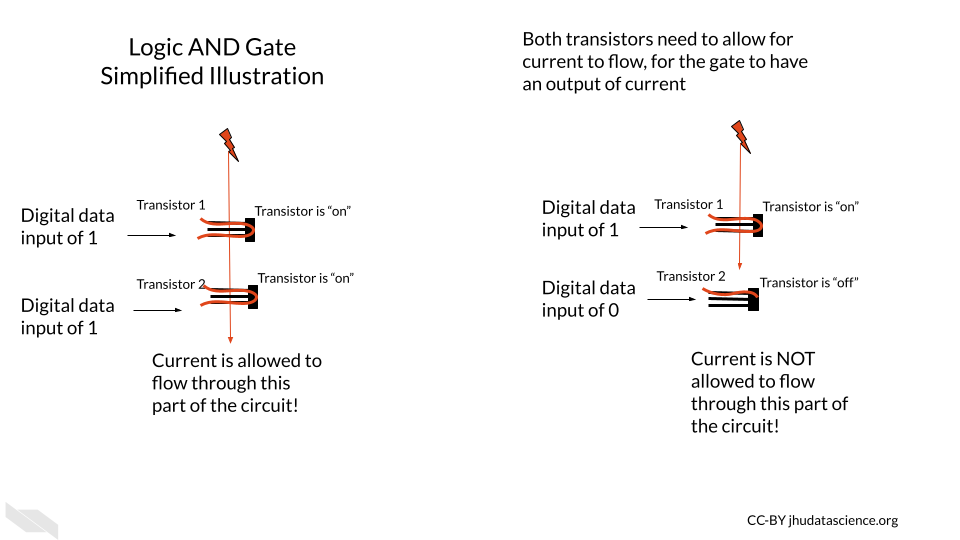 Logic AND Gate
Simplified Illustration
Transistor 1
Transistor is “on”
Digital data
input of 1
Transistor 2
Transistor is “on”
Digital data
input of 1
Current is allowed to
flow through this
part of the circuit!
Both transistors need to allow for
current to flow, for the gate to have
an output of current
Transistor 1
Transistor is “on”
Digital data
input of 1
Transistor 2
Transistor is “off”
Digital data
input of 0
Current is NOT
allowed to flow
through this part of
the circuit!
CC-BY jhudatascience.org